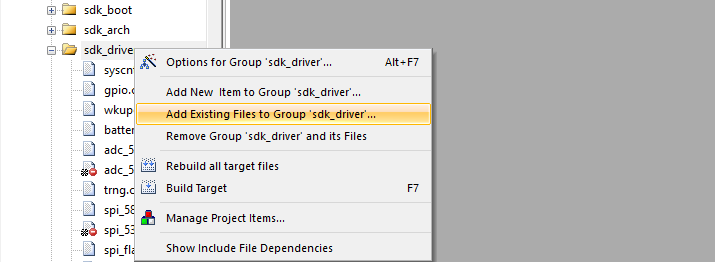 sdk_boot
sdk_arch
sdk_drive
syscn
gpio.
wkup
batter
adc_5
adc_5
trng.c
spi_58
spi_53
spi_fla
Options for Group 'sdk_driver'... Alt+F7
Add New Item to Group 'sdk_driver'...
Add Existing Files to Group 'sdk_driver'...
Remove Group 'sdk_driver' and its Files
Rebuild all target files
Build Target F7
Manage Project Items...
Show Include File Dependencies